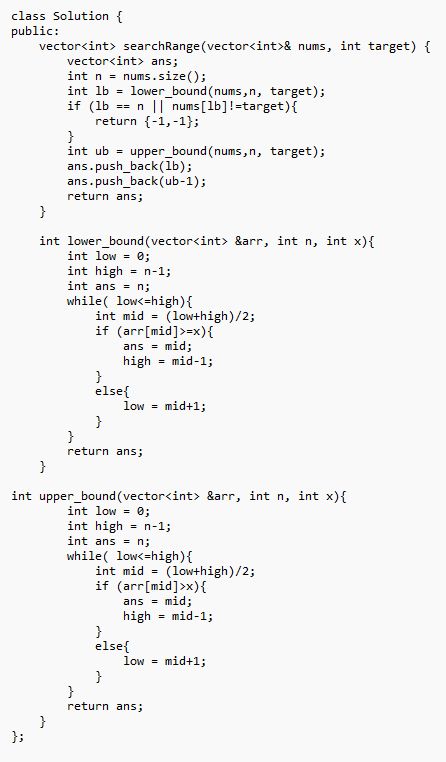 class Solution {
public:
    vector<int> searchRange(vector<int>& nums, int target) {
        vector<int> ans;
        int n = nums.size();
        int lb = lower_bound(nums,n, target);
        if (lb == n || nums[lb]!=target){
            return {-1,-1};
        }
        int ub = upper_bound(nums,n, target);
        ans.push_back(lb);
        ans.push_back(ub-1);
        return ans;
    }

    int lower_bound(vector<int> &arr, int n, int x){
        int low = 0;
        int high = n-1;
        int ans = n;
        while( low<=high){
            int mid = (low+high)/2;
            if (arr[mid]>=x){
                ans = mid;
                high = mid-1;
            }
            else{
                low = mid+1;
            }
        }
        return ans;
    }

int upper_bound(vector<int> &arr, int n, int x){
        int low = 0;
        int high = n-1;
        int ans = n;
        while( low<=high){
            int mid = (low+high)/2;
            if (arr[mid]>x){
                ans = mid;
                high = mid-1;
            }
            else{
                low = mid+1;
            }
        }
        return ans;
    }
};